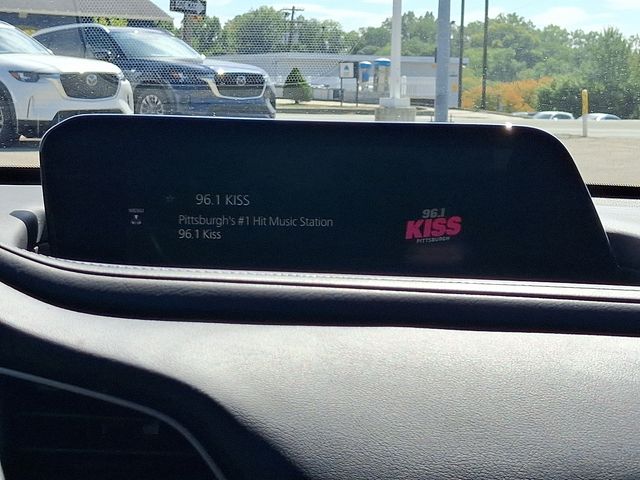 96.1 KISS
Pittsburgh's #1 Hit Music Station
96.1 Kiss
96.1
KISS
PITTSBURGH